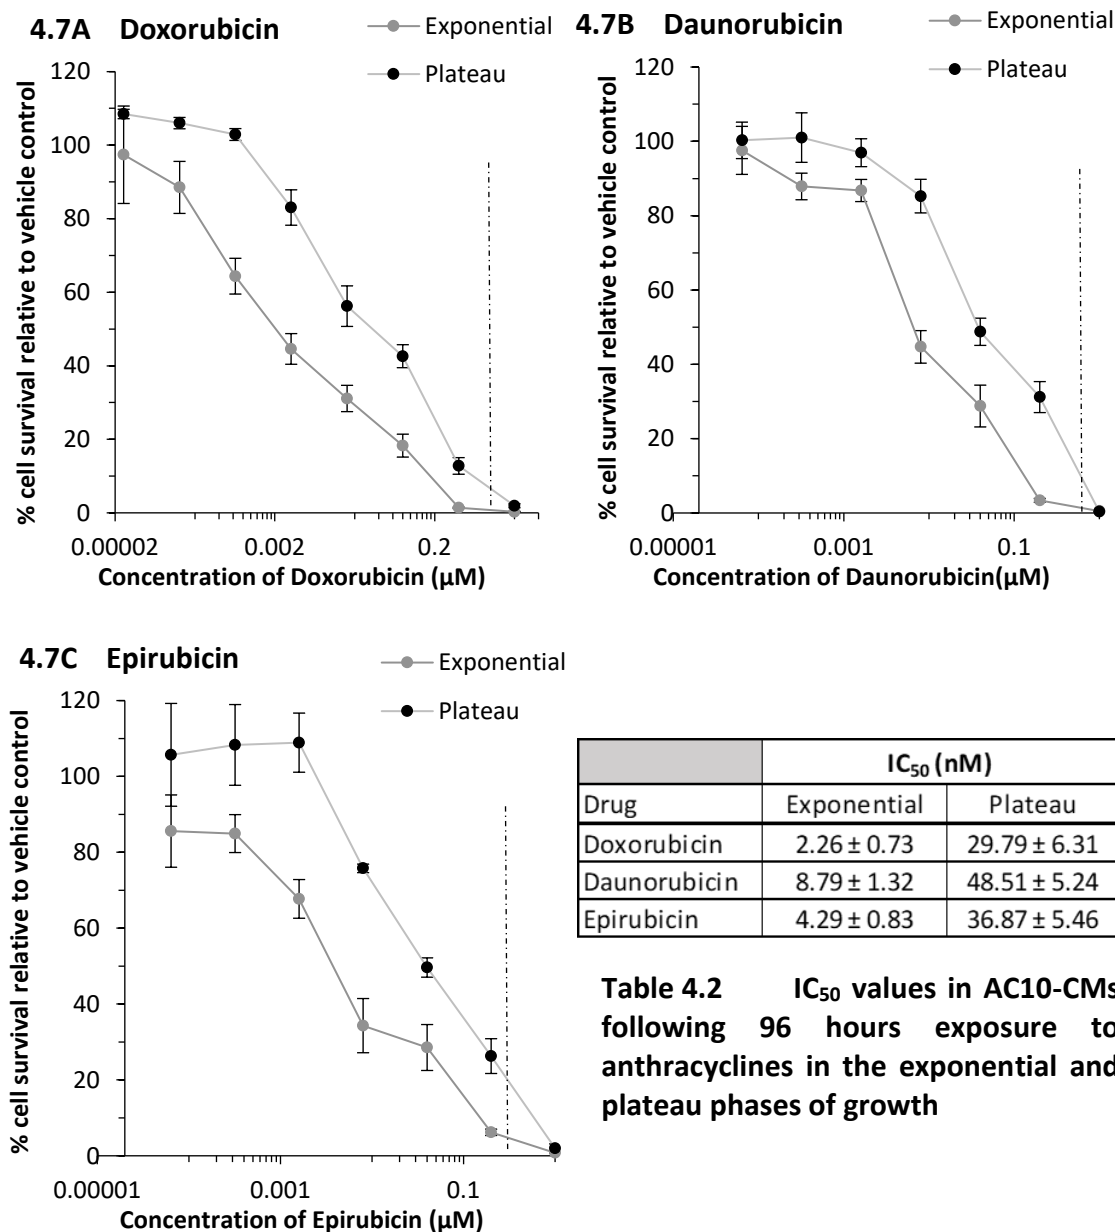 4.7A Doxorubicin
Exponential
Plateau
% cell survival relative to vehicle control
120
100
80
60
40
20
0
0.00002 0.002 0.2
Concentration of Doxorubicin (µM)
4.7B Daunorubicin
Exponential
Plateau
% cell survival relative to vehicle control
120
100
80
60
40
20
0
0.00001 0.001 0.1
Concentration of Daunorubicin(µM)
4.7C Epirubicin
Exponential
Plateau
% cell survival relative to vehicle control
120
100
80
60
40
20
0
0.00001 0.001 0.1
Concentration of Epirubicin (µM)
IC50 (nM)
Drug Exponential Plateau
Doxorubicin 2.26 ± 0.73 29.79 ± 6.31
Daunorubicin 8.79 ± 1.32 48.51 ± 5.24
Epirubicin 4.29 ± 0.83 36.87 ± 5.46
Table 4.2 IC50 values in AC10-CMs
following 96 hours exposure to
anthracyclines in the exponential and
plateau phases of growth